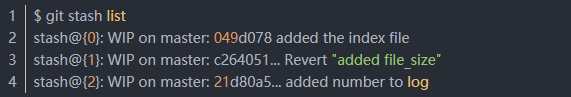 1 $ git stash list
2 stash@{0}: WIP on master: 049d078 added the index file
3 stash@{1}: WIP on master: c264051... Revert "added file_size"
4 stash@{2}: WIP on master: 21d80a5... added number to log